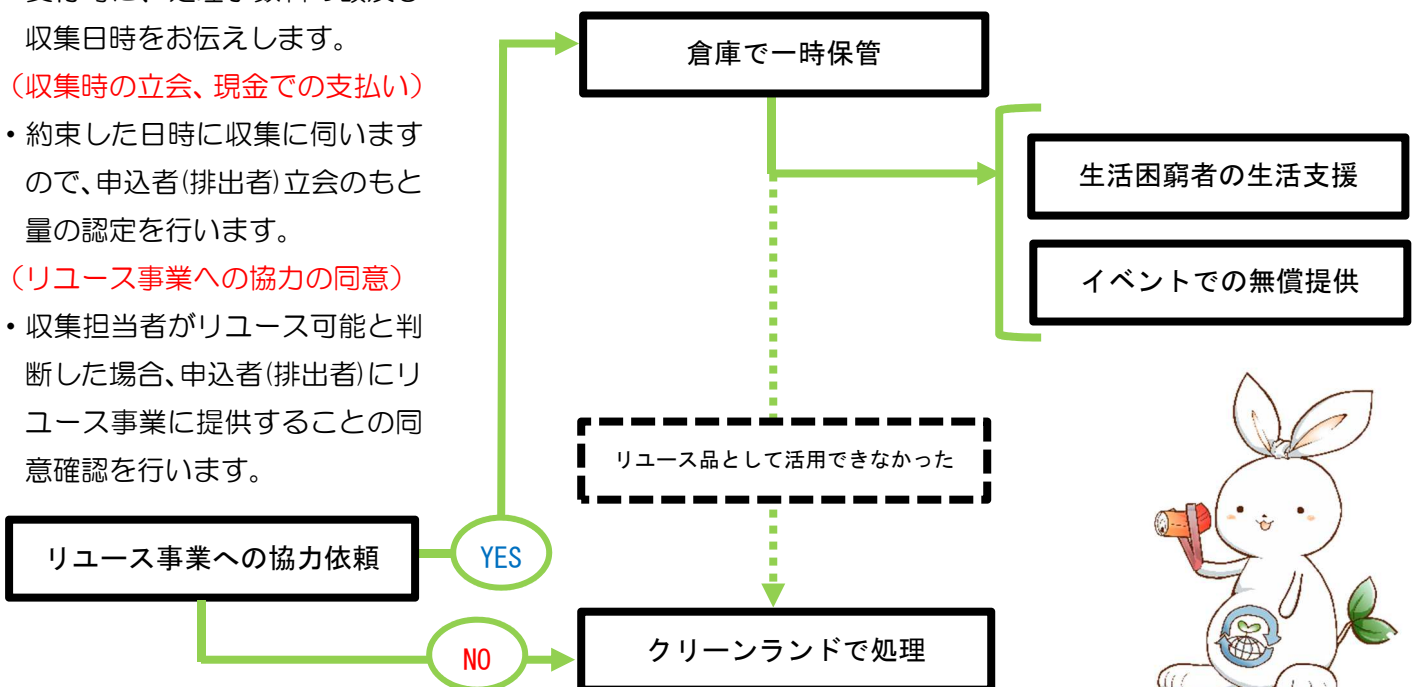 収集日時をお伝えします。
（収集時の立会、現金での支払い）
・約束した日時に収集に伺います
ので、申込者(排出者)立会のもと
量の認定を行います。
（リユース事業への協力の同意）
・収集担当者がリユース可能と判
断した場合、申込者(排出者)にリ
ユース事業に提供することの同
意確認を行います。
リユース事業への協力依頼
YES
NO
倉庫で一時保管
生活困窮者の生活支援
イベントでの無償提供
リユース品として活用できなかった
クリーンランドで処理